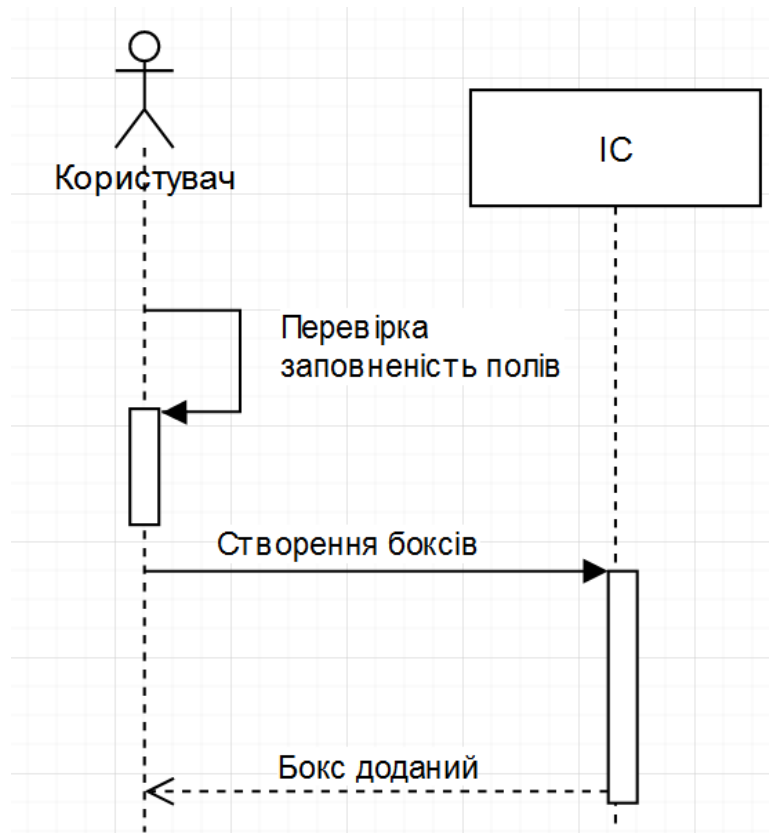 Користувач
ІС
Перевірка
заповненість полів
Створення боксів
Бокс доданий